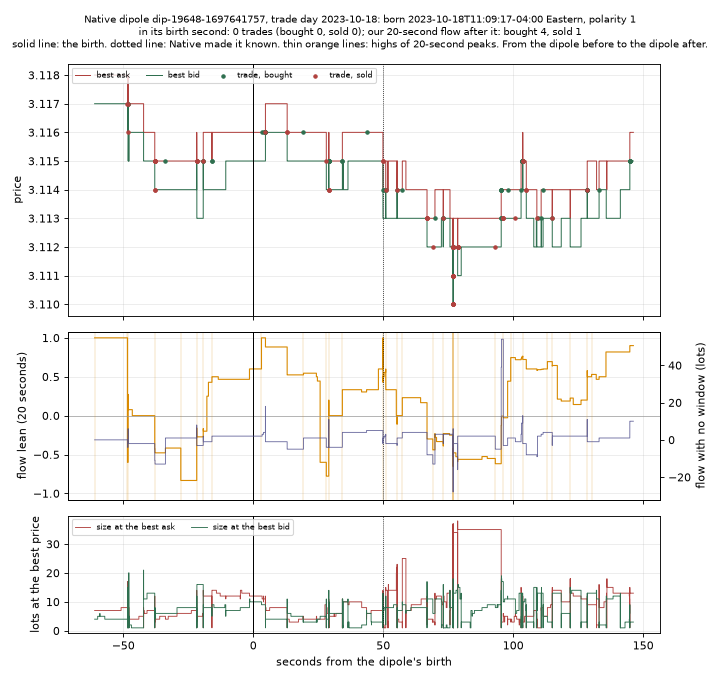 Native dipole dip-19648-1697641757, trade day 2023-10-18: born 2023-10-18T11:09:17-04:00 Eastern, polarity 1
in its birth second: 0 trades (bought 0, sold 0); our 20-second flow after it: bought 4, sold 1
solid line: the birth. dotted line: Native made it known. thin orange lines: highs of 20-second peaks. From the dipole before to the dipole after.
best ask
best bid
trade, bought
trade, sold
price
3.118
3.117
3.116
3.115
3.114
3.113
3.112
3.111
3.110
flow lean (20 seconds)
1.0
0.5
0.0
−0.5
−1.0
40
20
0
−20
flow with no window (lots)
size at the best ask
size at the best bid
lots at the best price
30
20
10
0
−50
0
50
100
150
seconds from the dipole's birth